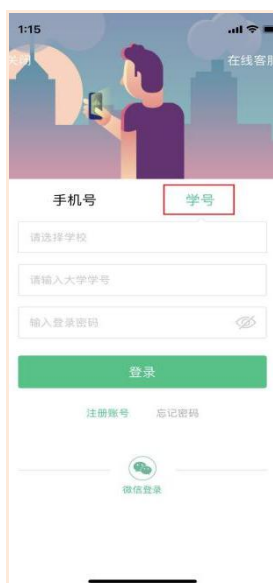 1:15
关闭
在线客服
手机号
学号
请选择学校
请输入大学学号
输入登录密码
登录
注册账号
忘记密码
微信登录